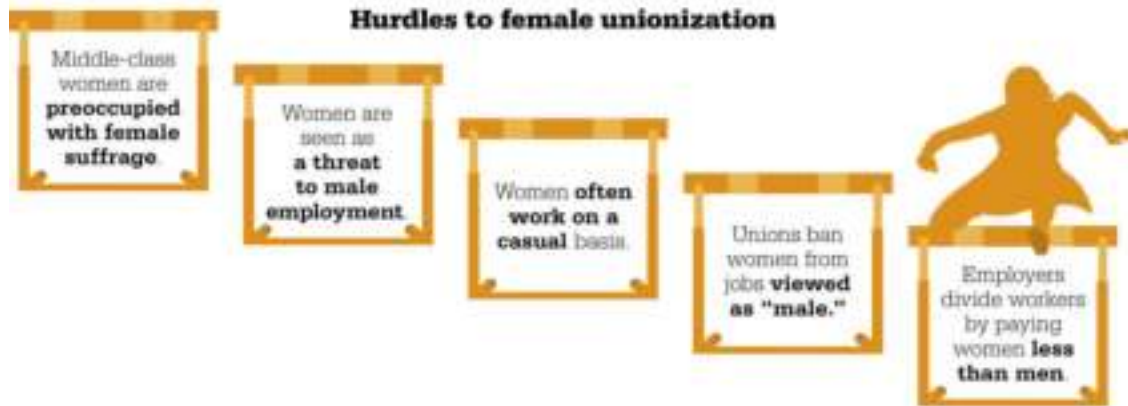 Hurdles to female unionization
Middle-class
women are
preoccupied
with female
suffrage.
Women are
seen as
a threat
to male
employment.
Women often
work on a
casual basis.
Unions ban
women from
jobs viewed
as “male.”
Employers
divide workers
by paying
women less
than men.